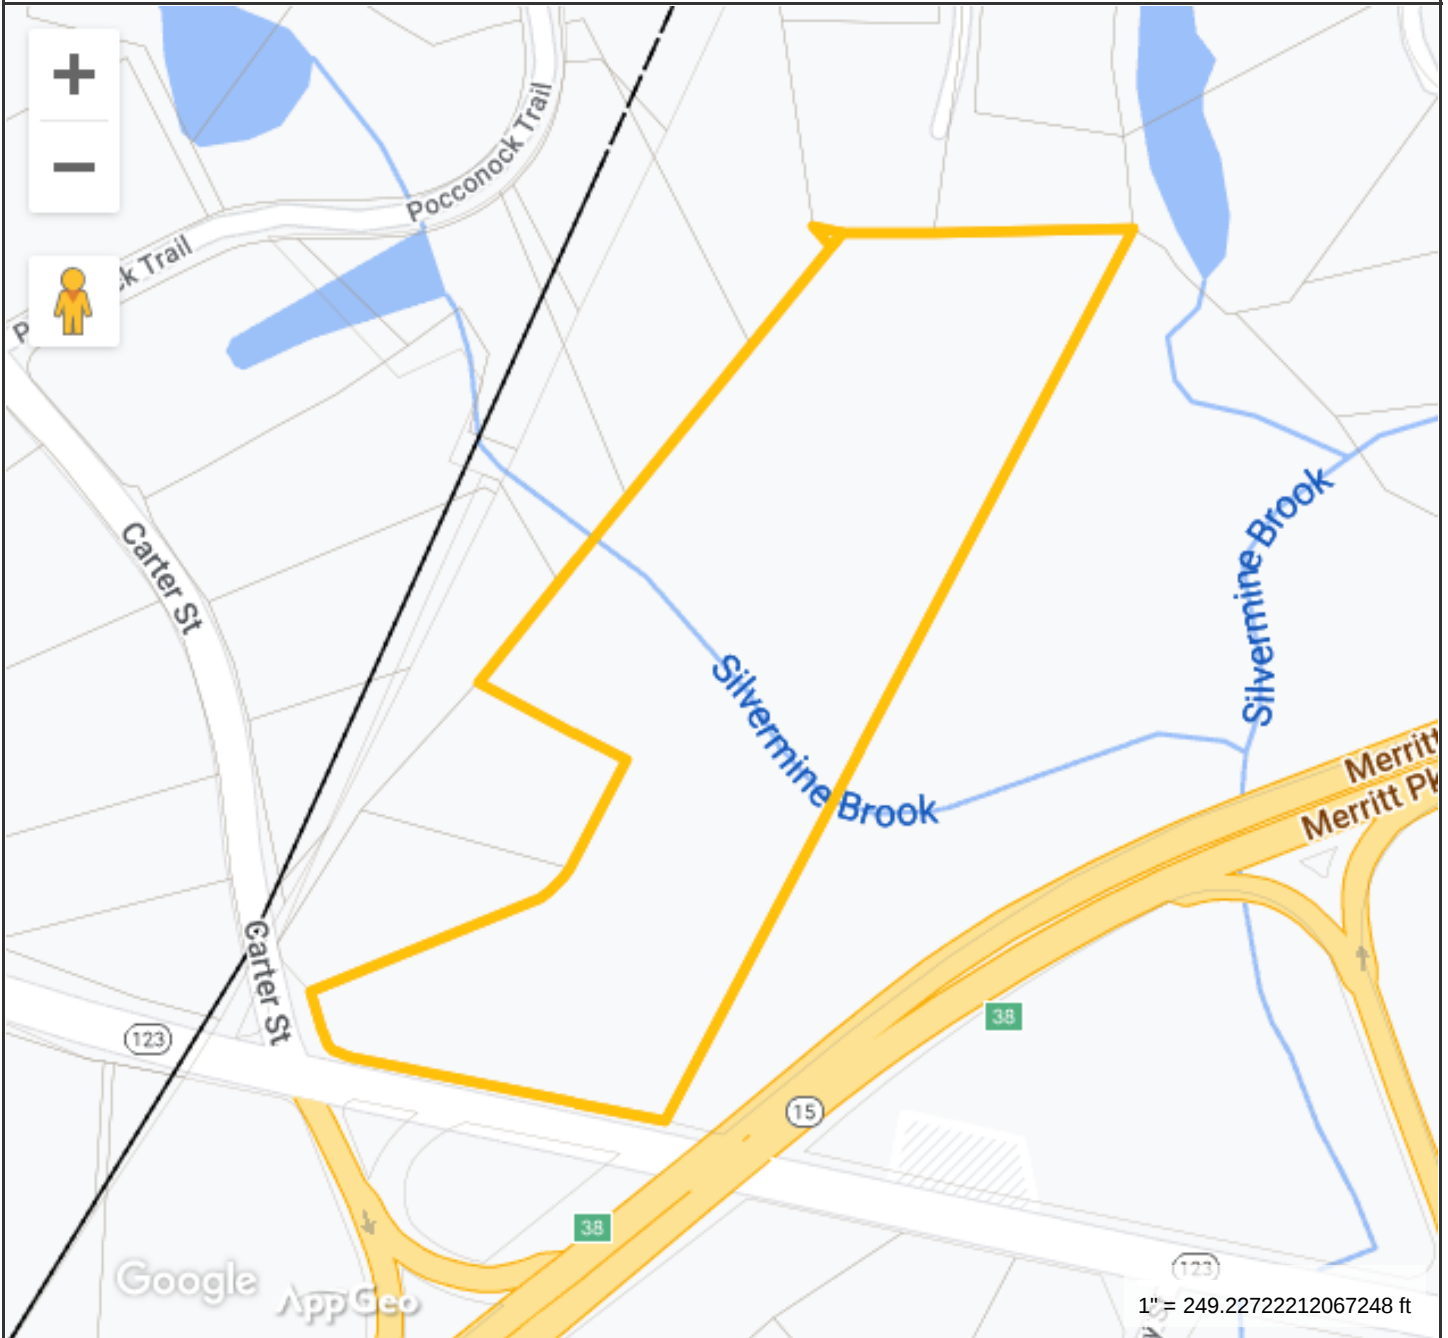 +
−
Pocconock Trail
ck Trail
P
Carter St
Silvermine Brook
Silvermine Brook
Merritt
Merritt Pk
Carter St
123
38
15
38
123
Google
AppGeo
1" = 249.22722212067248 ft